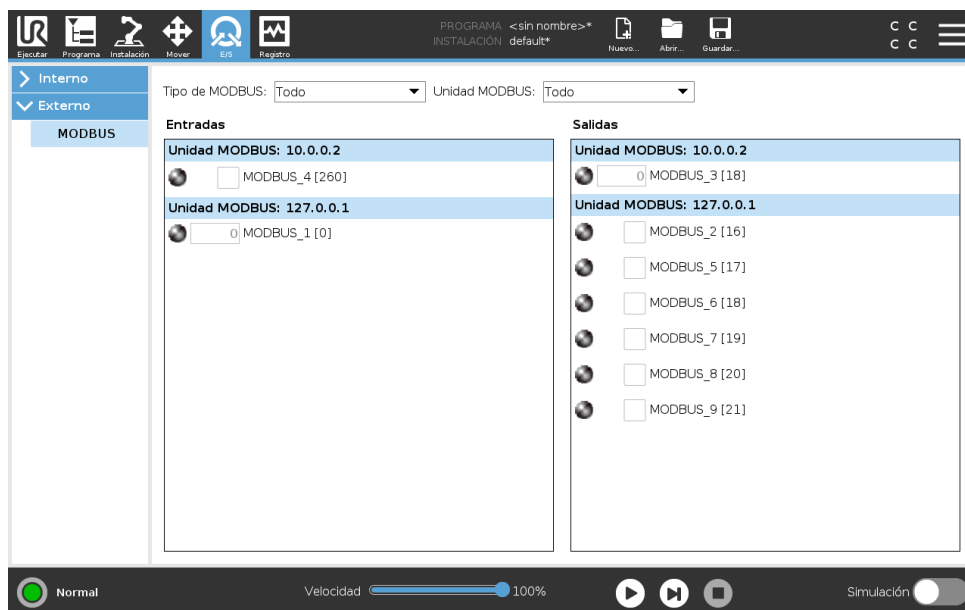 UR
PROGRAMA <sin nombre>*
INSTALACIÓN default*
C C
C C
Ejecutar Programa Instalación Mover E/S Registro Nuevo... Abrir... Guardar...
Interno
Externo
MODBUS
Tipo de MODBUS: Todo Unidad MODBUS: Todo
Entradas
Unidad MODBUS: 10.0.0.2
MODBUS_4 [260]
Unidad MODBUS: 127.0.0.1
0 MODBUS_1 [0]
Salidas
Unidad MODBUS: 10.0.0.2
0 MODBUS_3 [18]
Unidad MODBUS: 127.0.0.1
MODBUS_2 [16]
MODBUS_5 [17]
MODBUS_6 [18]
MODBUS_7 [19]
MODBUS_8 [20]
MODBUS_9 [21]
Normal Velocidad 100% Simulación